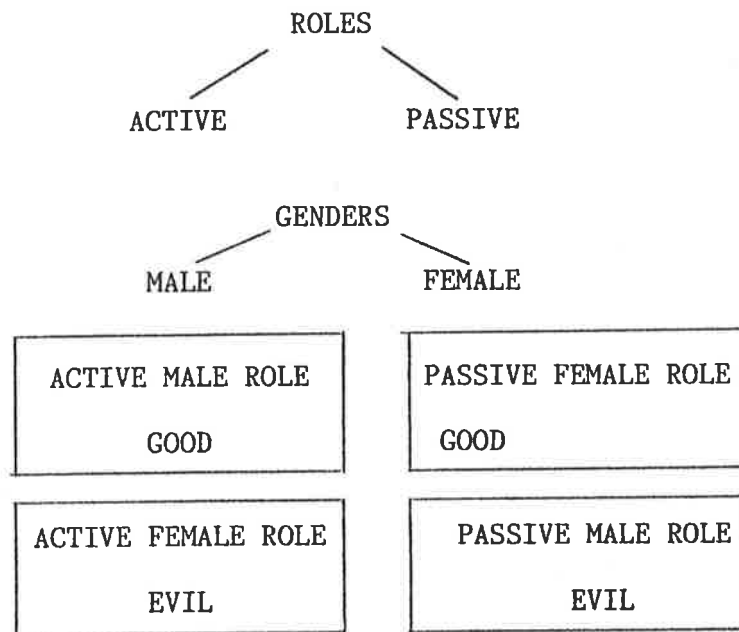 ROLES
ACTIVE PASSIVE
GENDERS
MALE FEMALE
ACTIVE MALE ROLE
GOOD
PASSIVE FEMALE ROLE
GOOD
ACTIVE FEMALE ROLE
EVIL
PASSIVE MALE ROLE
EVIL